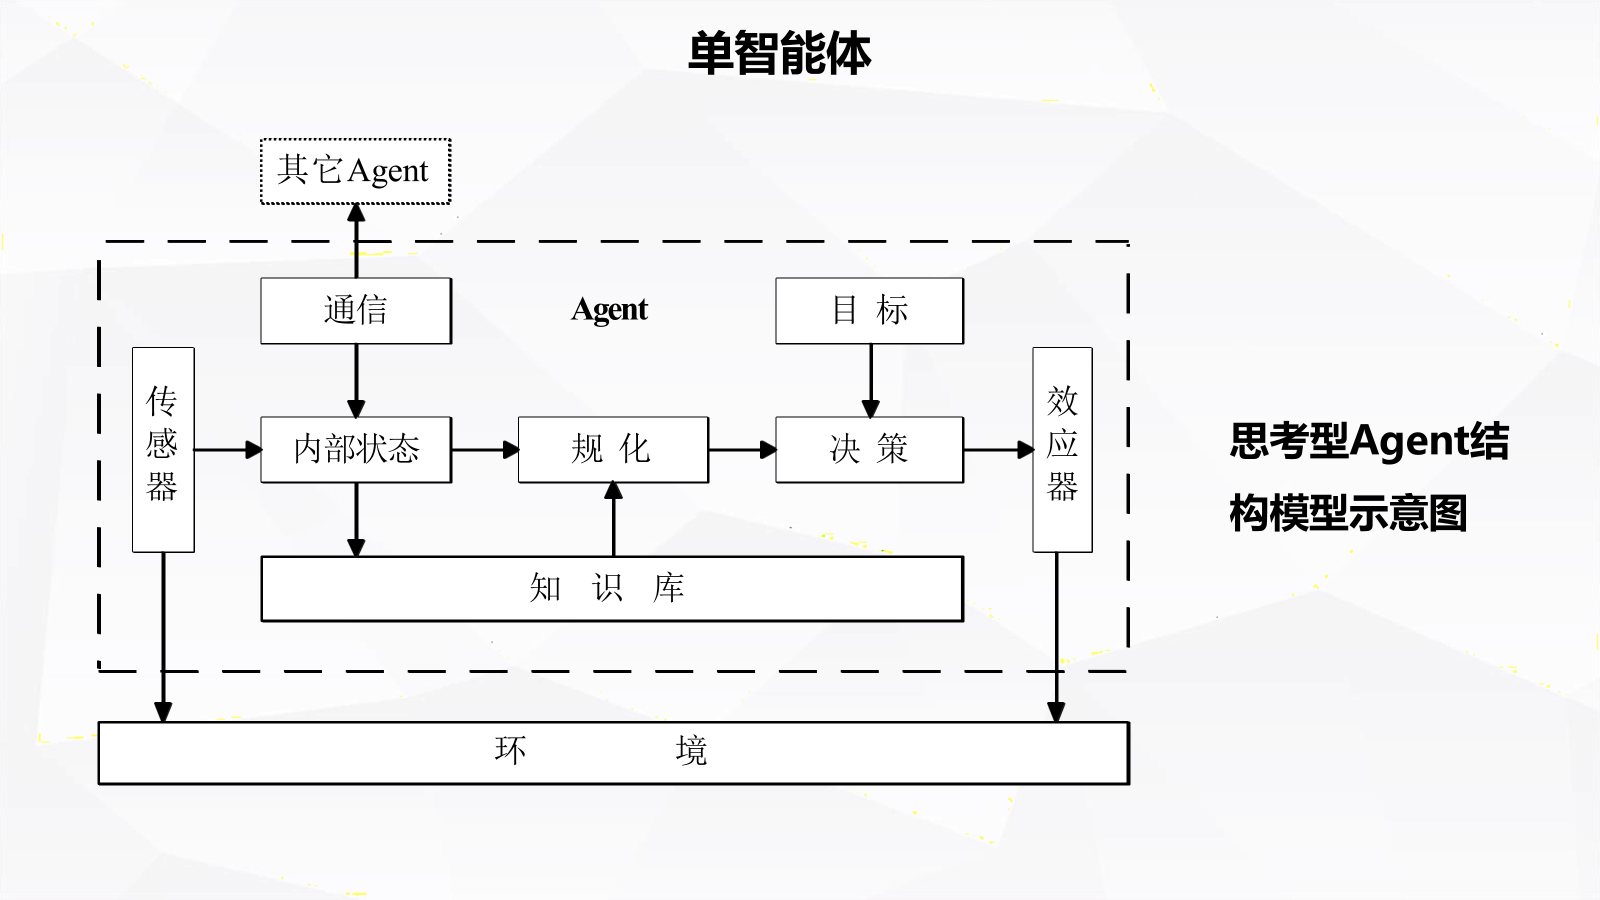 单智能体
其它Agent
通信
Agent
目 标
传感器
内部状态
规 化
决 策
效应器
知 识 库
环 境
思考型Agent结
构模型示意图